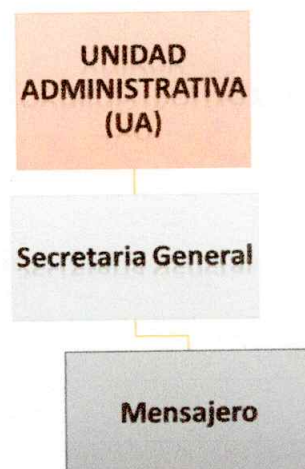 UNIDAD
ADMINISTRATIVA
(UA)
Secretaria General
Mensajero